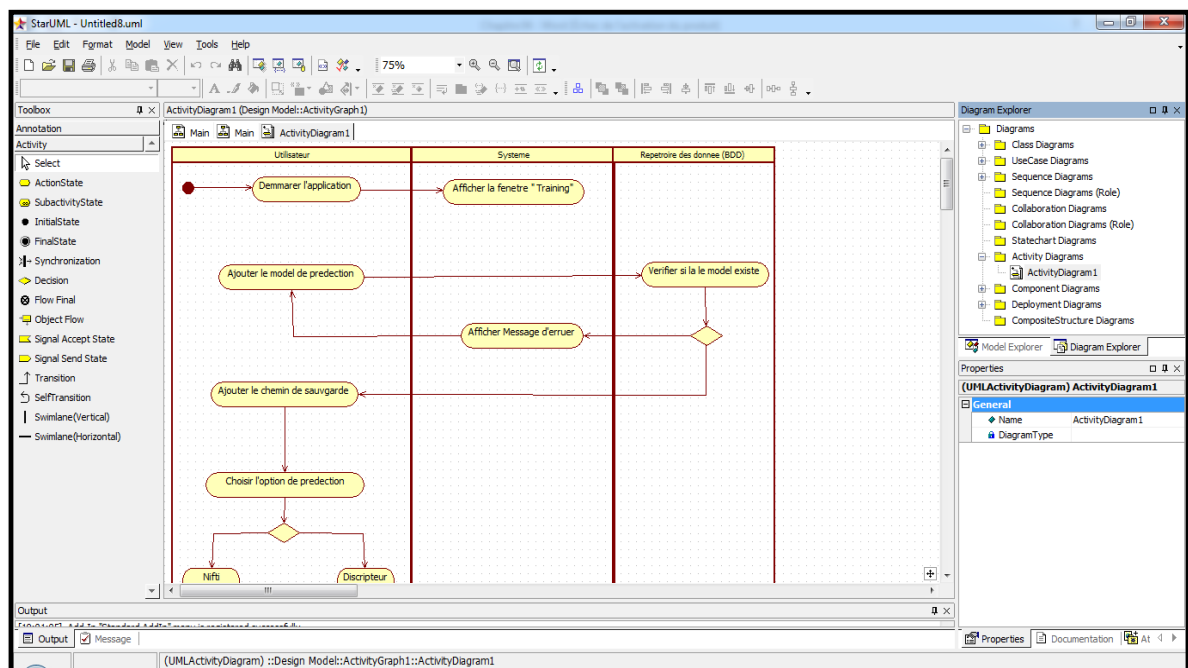 StarUML - Untitled8.uml
File Edit Format Model View Tools Help
75%
Toolbox
Annotation
Activity
Select
ActionState
SubactivityState
InitialState
FinalState
Synchronization
Decision
Flow Final
Object Flow
Signal Accept State
Signal Send State
Transition
SelfTransition
Swimlane(Vertical)
Swimlane(Horizontal)
ActivityDiagram1 (Design Model::ActivityGraph1)
Main Main ActivityDiagram1
Utilisateur Systeme Repetroire des donnee (BDD)
Demmarer l'application
Afficher la fenetre " Training"
Ajouter le model de predection
Verifier si la le model existe
Afficher Message d'erruer
Ajouter le chemin de sauvgarde
Choisir l'option de predection
Nifti Discripteur
Diagram Explorer
Diagrams
Class Diagrams
UseCase Diagrams
Sequence Diagrams
Sequence Diagrams (Role)
Collaboration Diagrams
Collaboration Diagrams (Role)
Statechart Diagrams
Activity Diagrams
ActivityDiagram1
Component Diagrams
Deployment Diagrams
CompositeStructure Diagrams
Model Explorer Diagram Explorer
Properties
(UMLActivityDiagram) ActivityDiagram1
General
Name ActivityDiagram1
DiagramType
Properties Documentation At
Output
Output Message
(UMLActivityDiagram) ::Design Model::ActivityGraph1::ActivityDiagram1